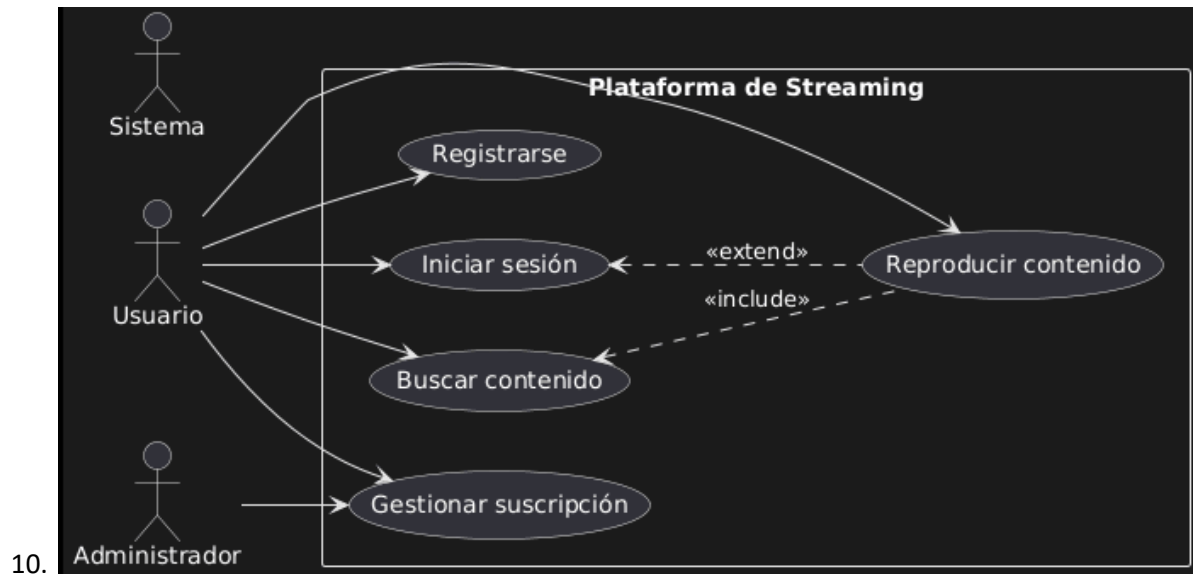 Plataforma de Streaming
Sistema
Registrarse
Iniciar sesión
«extend»
Reproducir contenido
«include»
Usuario
Buscar contenido
Gestionar suscripción
10.
Administrador